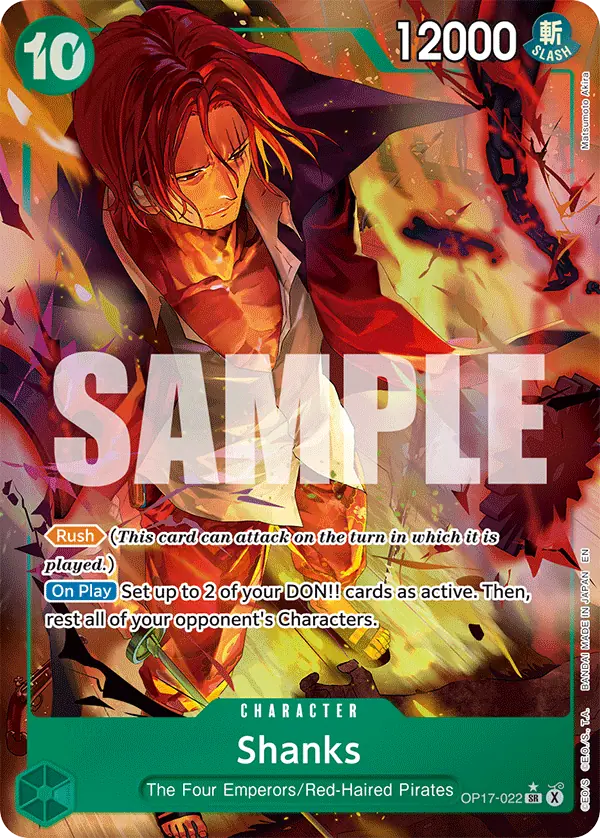 10
12000
斬
SLASH
Matsumoto Akira
SAMPLE
Rush (This card can attack on the turn in which it is
played.)
On Play Set up to 2 of your DON!! cards as active. Then,
rest all of your opponent's Characters.
CHARACTER
Shanks
The Four Emperors/Red-Haired Pirates
OP17-022 SR X
©ED/S ©E.O./S., T.A. BANDAI MADE IN JAPAN EN